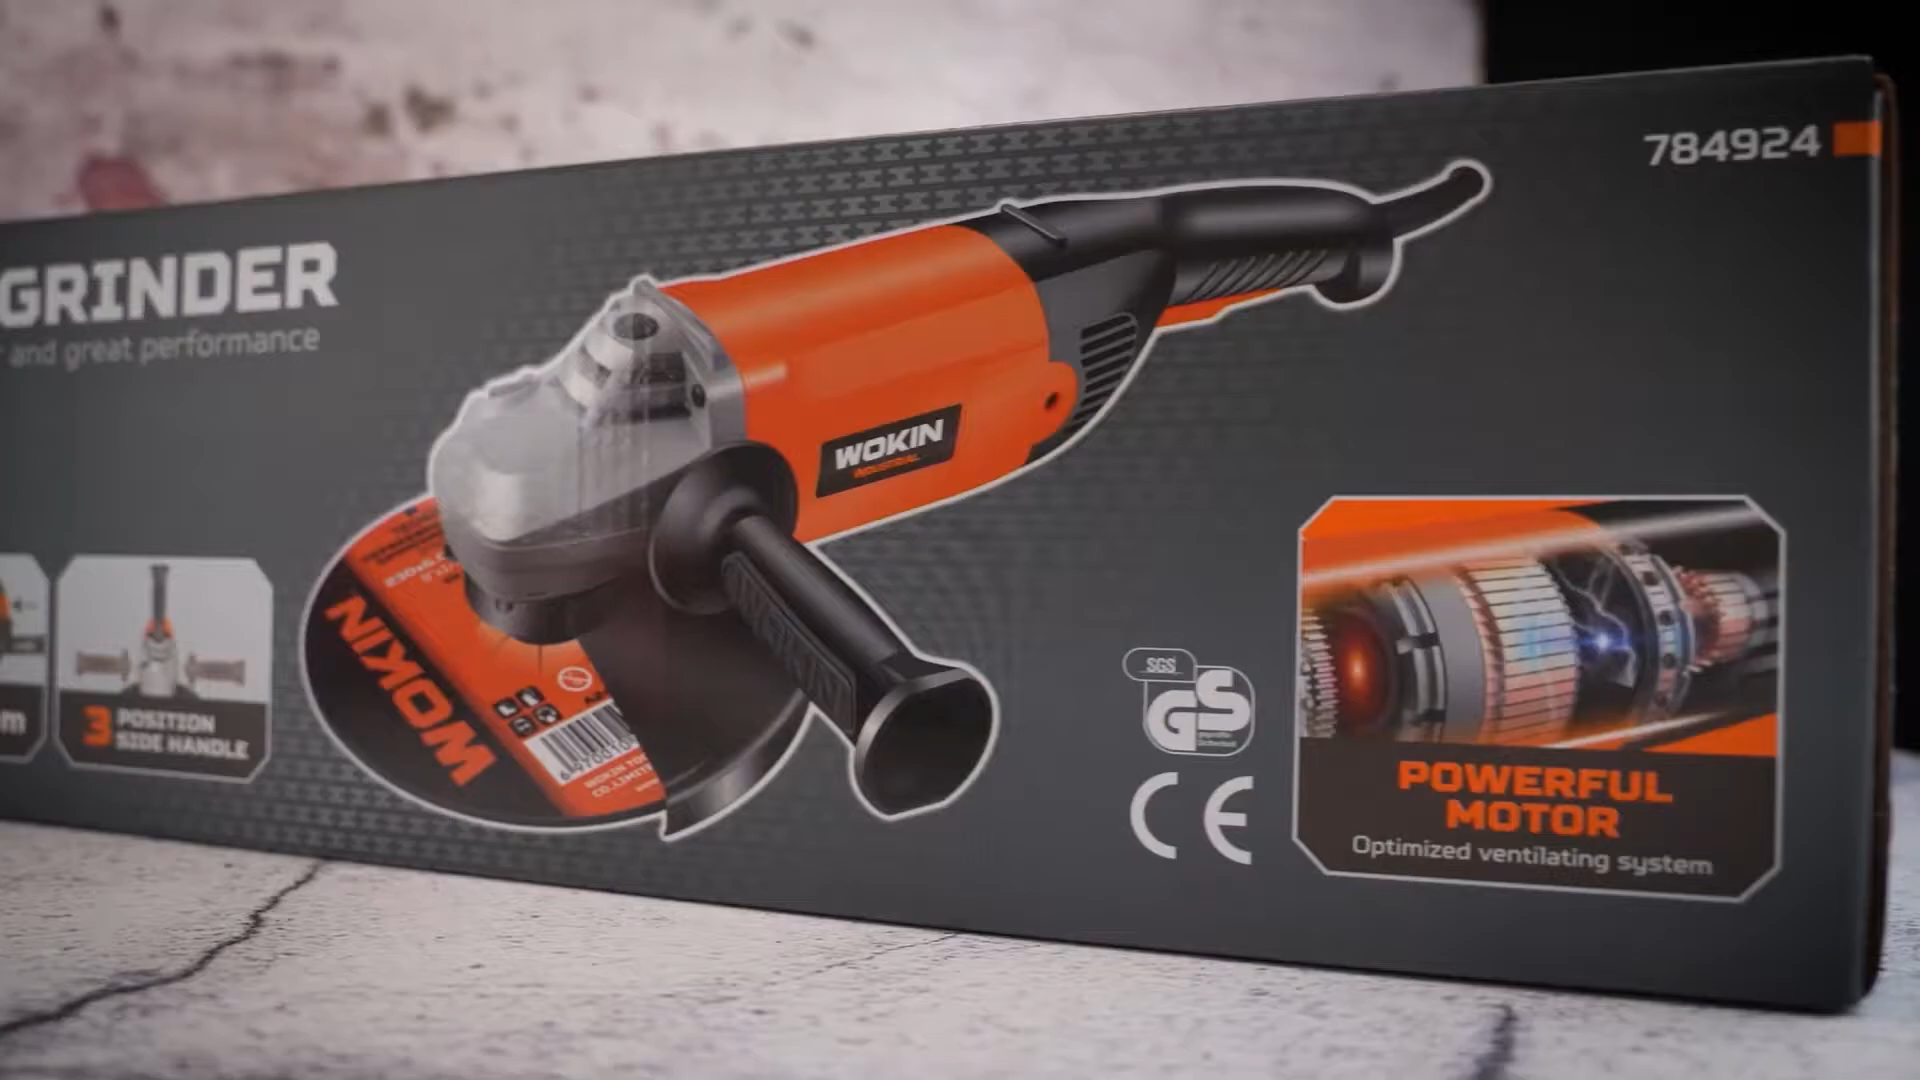 784924
GRINDER
and great performance
WOKIN
INDUSTRIAL
WOKIN
m
3 POSITION
SIDE HANDLE
SGS
GS
CE
POWERFUL
MOTOR
Optimized ventilating system